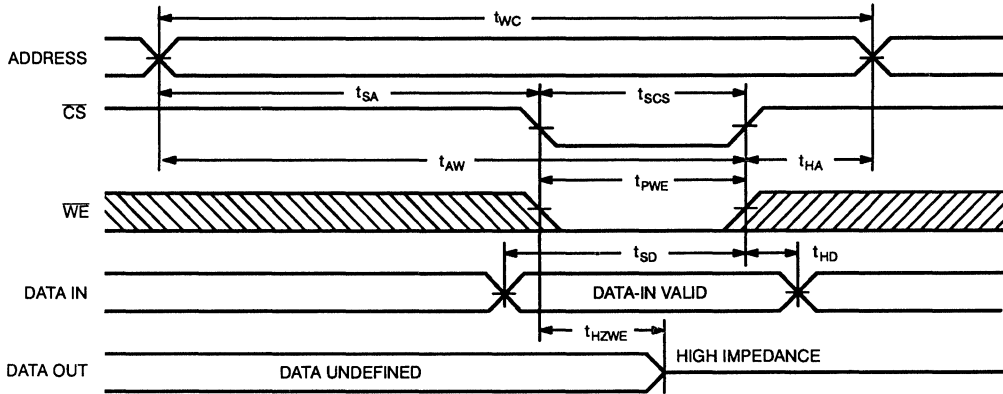 tWC
ADDRESS
tSA
tSCS
CS
tAW
tHA
tPWE
WE
tSD
tHD
DATA IN
DATA-IN VALID
tHZWE
HIGH IMPEDANCE
DATA OUT
DATA UNDEFINED